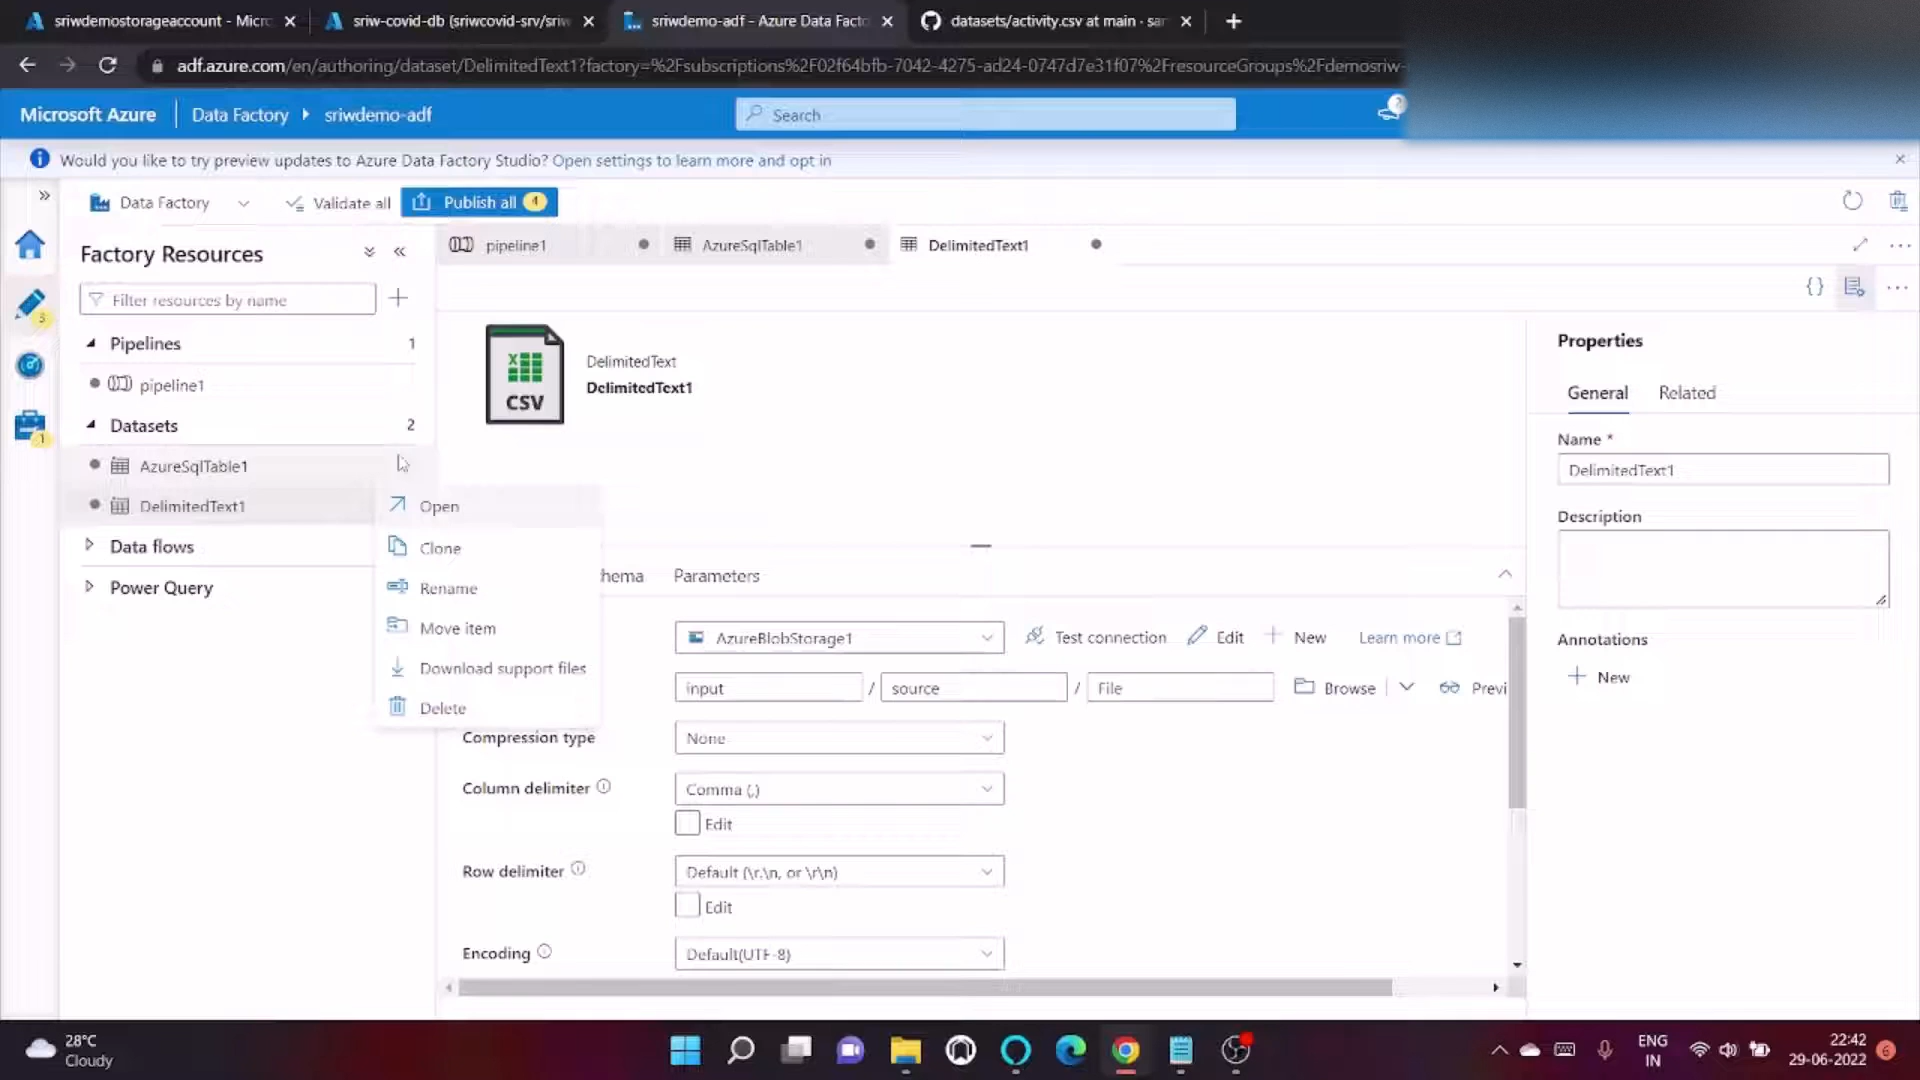 sriwdemostorageaccount - Micro
sriw-covid-db (sriwcovid-srv/sriw
sriwdemo-adf - Azure Data Facto
datasets/activity.csv at main · sa
adf.azure.com/en/authoring/dataset/DelimitedText1?factory=%2Fsubscriptions%2F02f64bfb-7042-4275-ad24-0747d7e31f07%2FresourceGroups%2Fdemosriw-
Microsoft Azure
Data Factory
sriwdemo-adf
Search
?
Would you like to try preview updates to Azure Data Factory Studio? Open settings to learn more and opt in
Data Factory
Validate all
Publish all 4
Factory Resources
pipeline1
AzureSqlTable1
DelimitedText1
Filter resources by name
5
Pipelines 1
pipeline1
Datasets 2
1
AzureSqlTable1
DelimitedText1
Data flows
Power Query
Open
Clone
Rename
Move item
Download support files
Delete
CSV
DelimitedText
DelimitedText1
hema
Parameters
AzureBlobStorage1
Test connection
Edit
New
Learn more
input / source / File
Browse
Previ
Compression type
None
Column delimiter
Comma (,)
Edit
Row delimiter
Default (\r,\n, or \r\n)
Edit
Encoding
Default(UTF-8)
Properties
General
Related
Name *
DelimitedText1
Description
Annotations
New
28°C
Cloudy
ENG
IN
22:42
29-06-2022
6